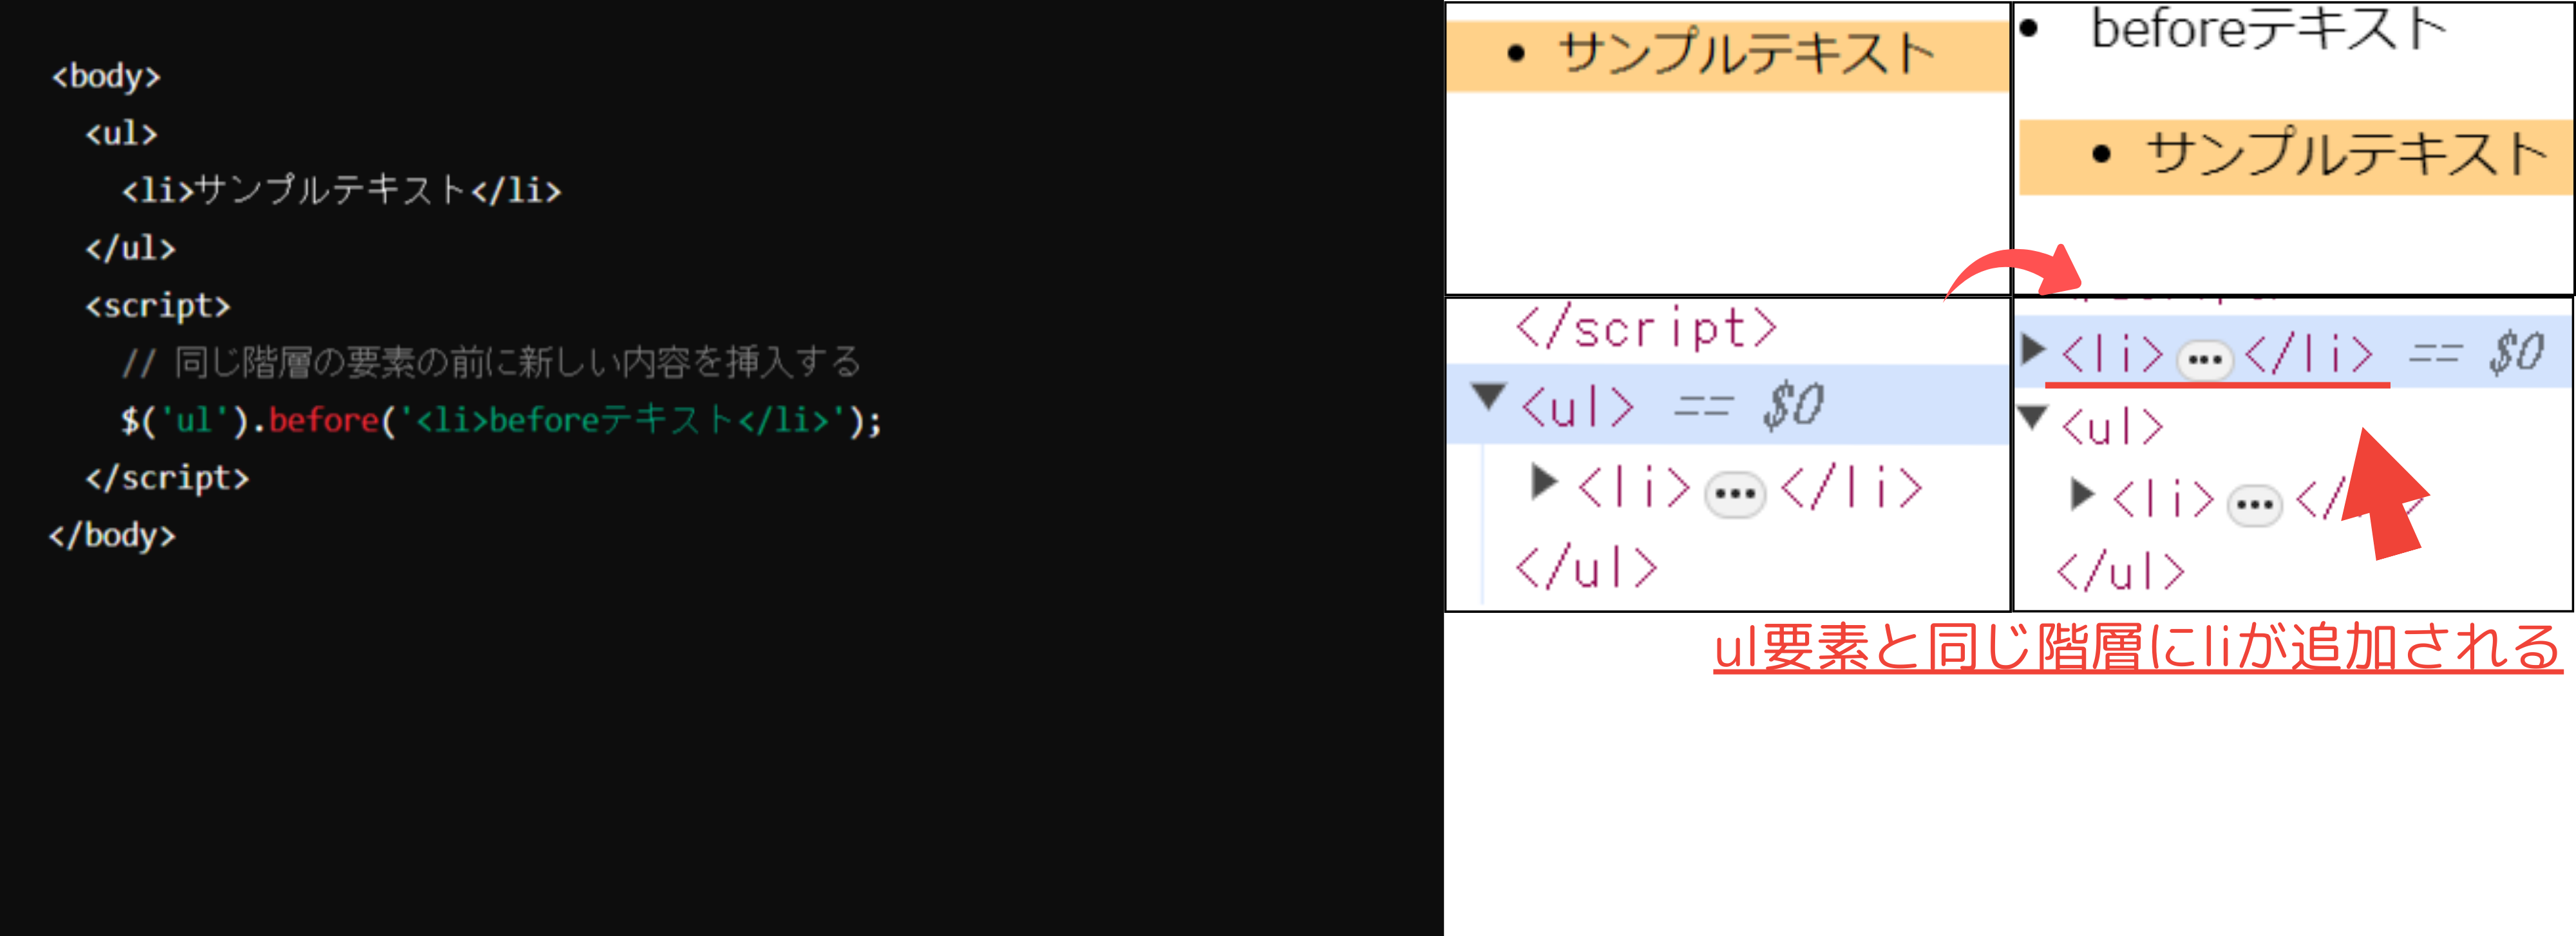 <body>
<ul>
<li>サンプルテキスト</li>
</ul>
<script>
// 同じ階層の要素の前に新しい内容を挿入する
$('ul').before('<li>beforeテキスト</li>');
</script>
</body>
• サンプルテキスト
• beforeテキスト
• サンプルテキスト
</script>
▼<ul> == $0
▶<li>•••</li>
</ul>
▶<li>•••</li> == $0
▼<ul>
▶<li>•••</
</ul>
ul要素と同じ階層にliが追加される